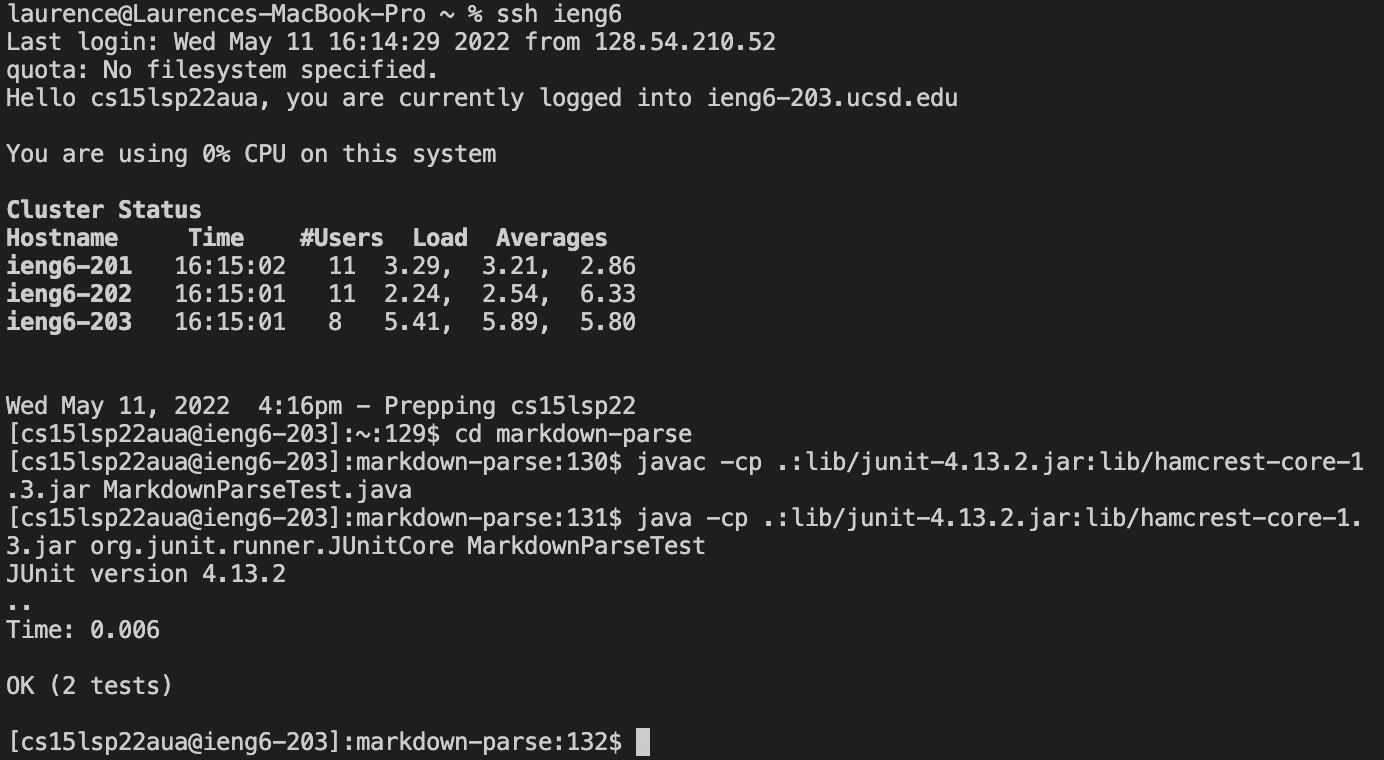 laurence@Laurences-MacBook-Pro ~ % ssh ieng6
Last login: Wed May 11 16:14:29 2022 from 128.54.210.52
quota: No filesystem specified.
Hello cs15lsp22aua, you are currently logged into ieng6-203.ucsd.edu
You are using 0% CPU on this system
Cluster Status
Hostname     Time    #Users  Load  Averages
ieng6-201   16:15:02   11  3.29,  3.21,  2.86
ieng6-202   16:15:01   11  2.24,  2.54,  6.33
ieng6-203   16:15:01   8   5.41,  5.89,  5.80
Wed May 11, 2022  4:16pm - Prepping cs15lsp22
[cs15lsp22aua@ieng6-203]:~:129$ cd markdown-parse
[cs15lsp22aua@ieng6-203]:markdown-parse:130$ javac -cp .:lib/junit-4.13.2.jar:lib/hamcrest-core-1
.3.jar MarkdownParseTest.java
[cs15lsp22aua@ieng6-203]:markdown-parse:131$ java -cp .:lib/junit-4.13.2.jar:lib/hamcrest-core-1.
3.jar org.junit.runner.JUnitCore MarkdownParseTest
JUnit version 4.13.2
..
Time: 0.006
OK (2 tests)
[cs15lsp22aua@ieng6-203]:markdown-parse:132$